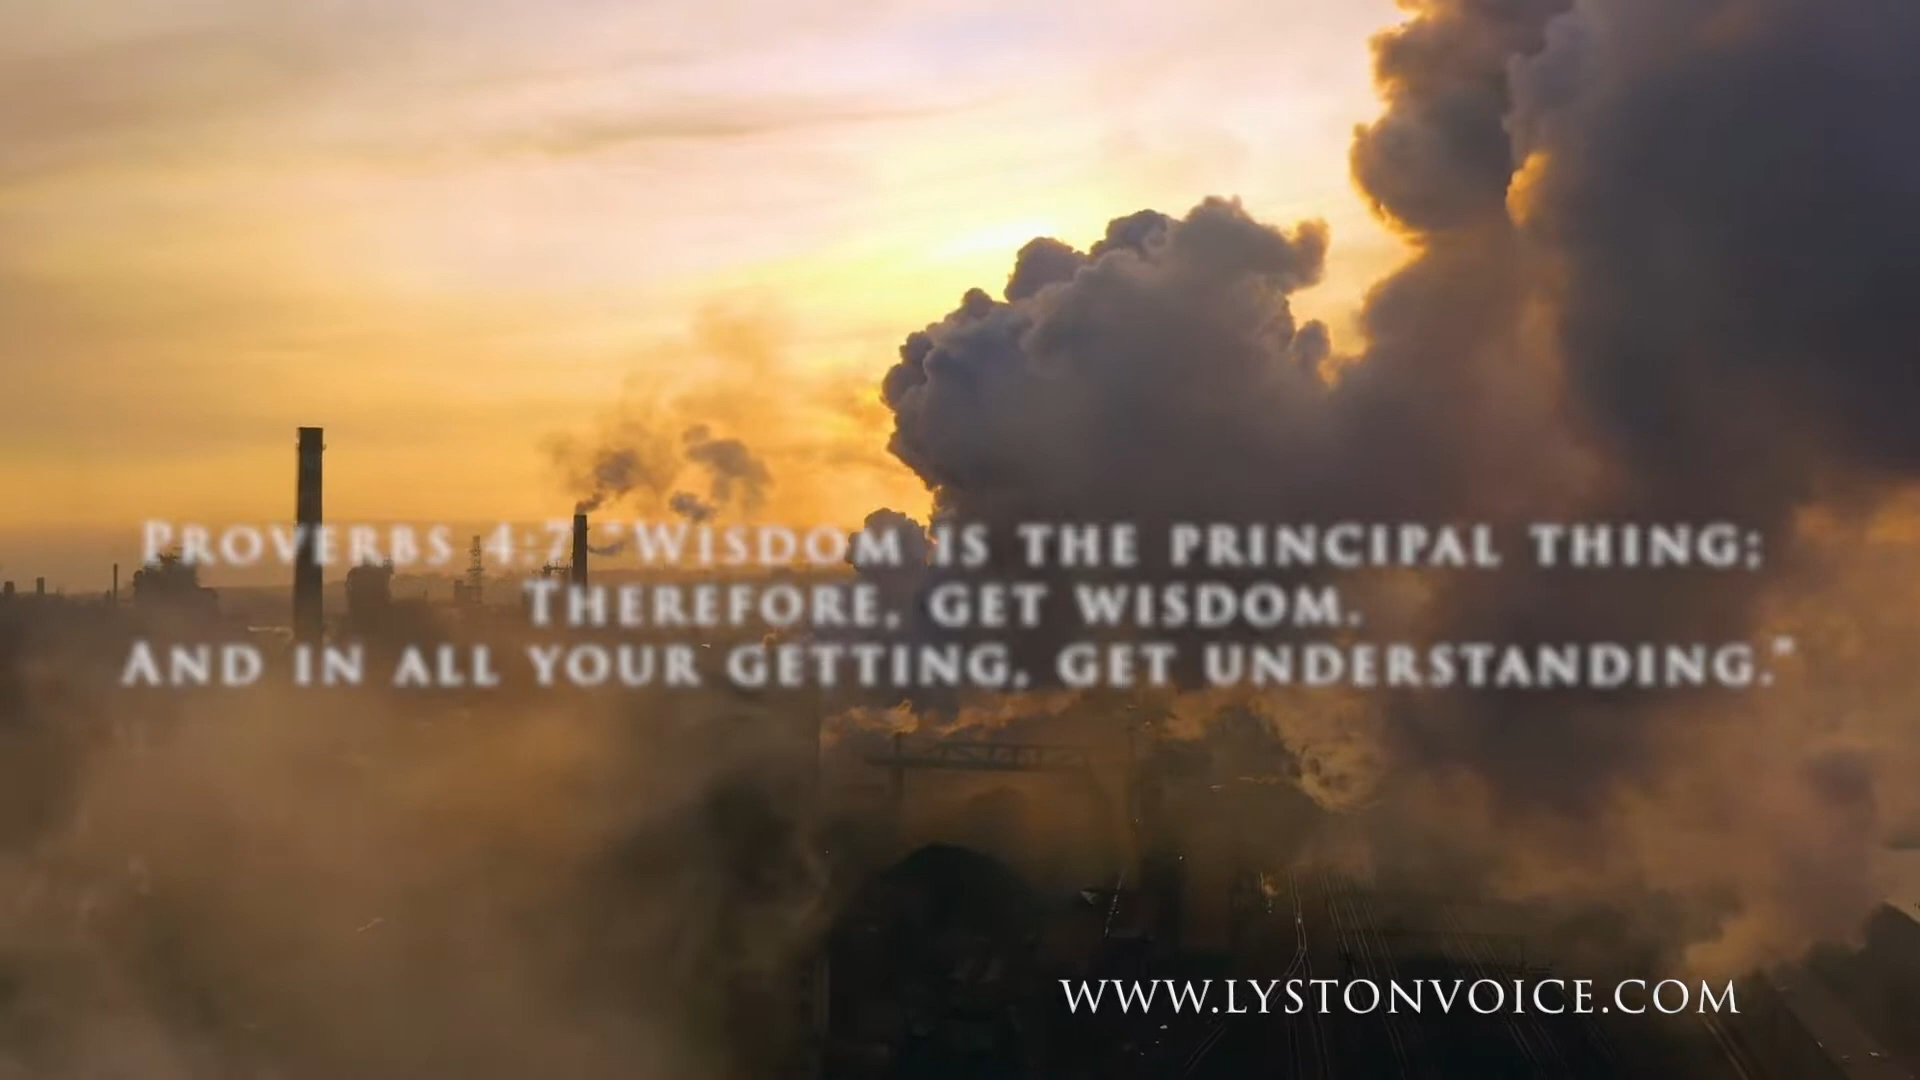 Proverbs 4:7 "Wisdom is the principal thing;
Therefore, get wisdom.
And in all your getting, get understanding."
www.lystonvoice.com